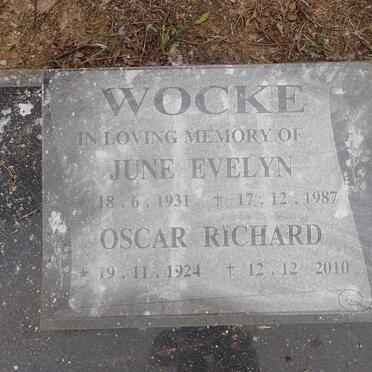 WOCKE
IN LOVING MEMORY OF
JUNE EVELYN
18.6.1931 † 17.12.1987
OSCAR RICHARD
19.11.1924 † 12.12.2010